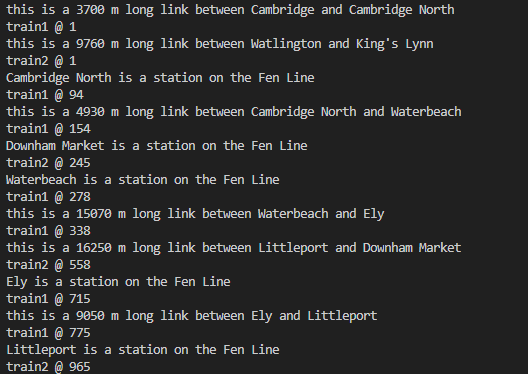 this is a 3700 m long link between Cambridge and Cambridge North
train1 @ 1
this is a 9760 m long link between Watlington and King's Lynn
train2 @ 1
Cambridge North is a station on the Fen Line
train1 @ 94
this is a 4930 m long link between Cambridge North and Waterbeach
train1 @ 154
Downham Market is a station on the Fen Line
train2 @ 245
Waterbeach is a station on the Fen Line
train1 @ 278
this is a 15070 m long link between Waterbeach and Ely
train1 @ 338
this is a 16250 m long link between Littleport and Downham Market
train2 @ 558
Ely is a station on the Fen Line
train1 @ 715
this is a 9050 m long link between Ely and Littleport
train1 @ 775
Littleport is a station on the Fen Line
train2 @ 965